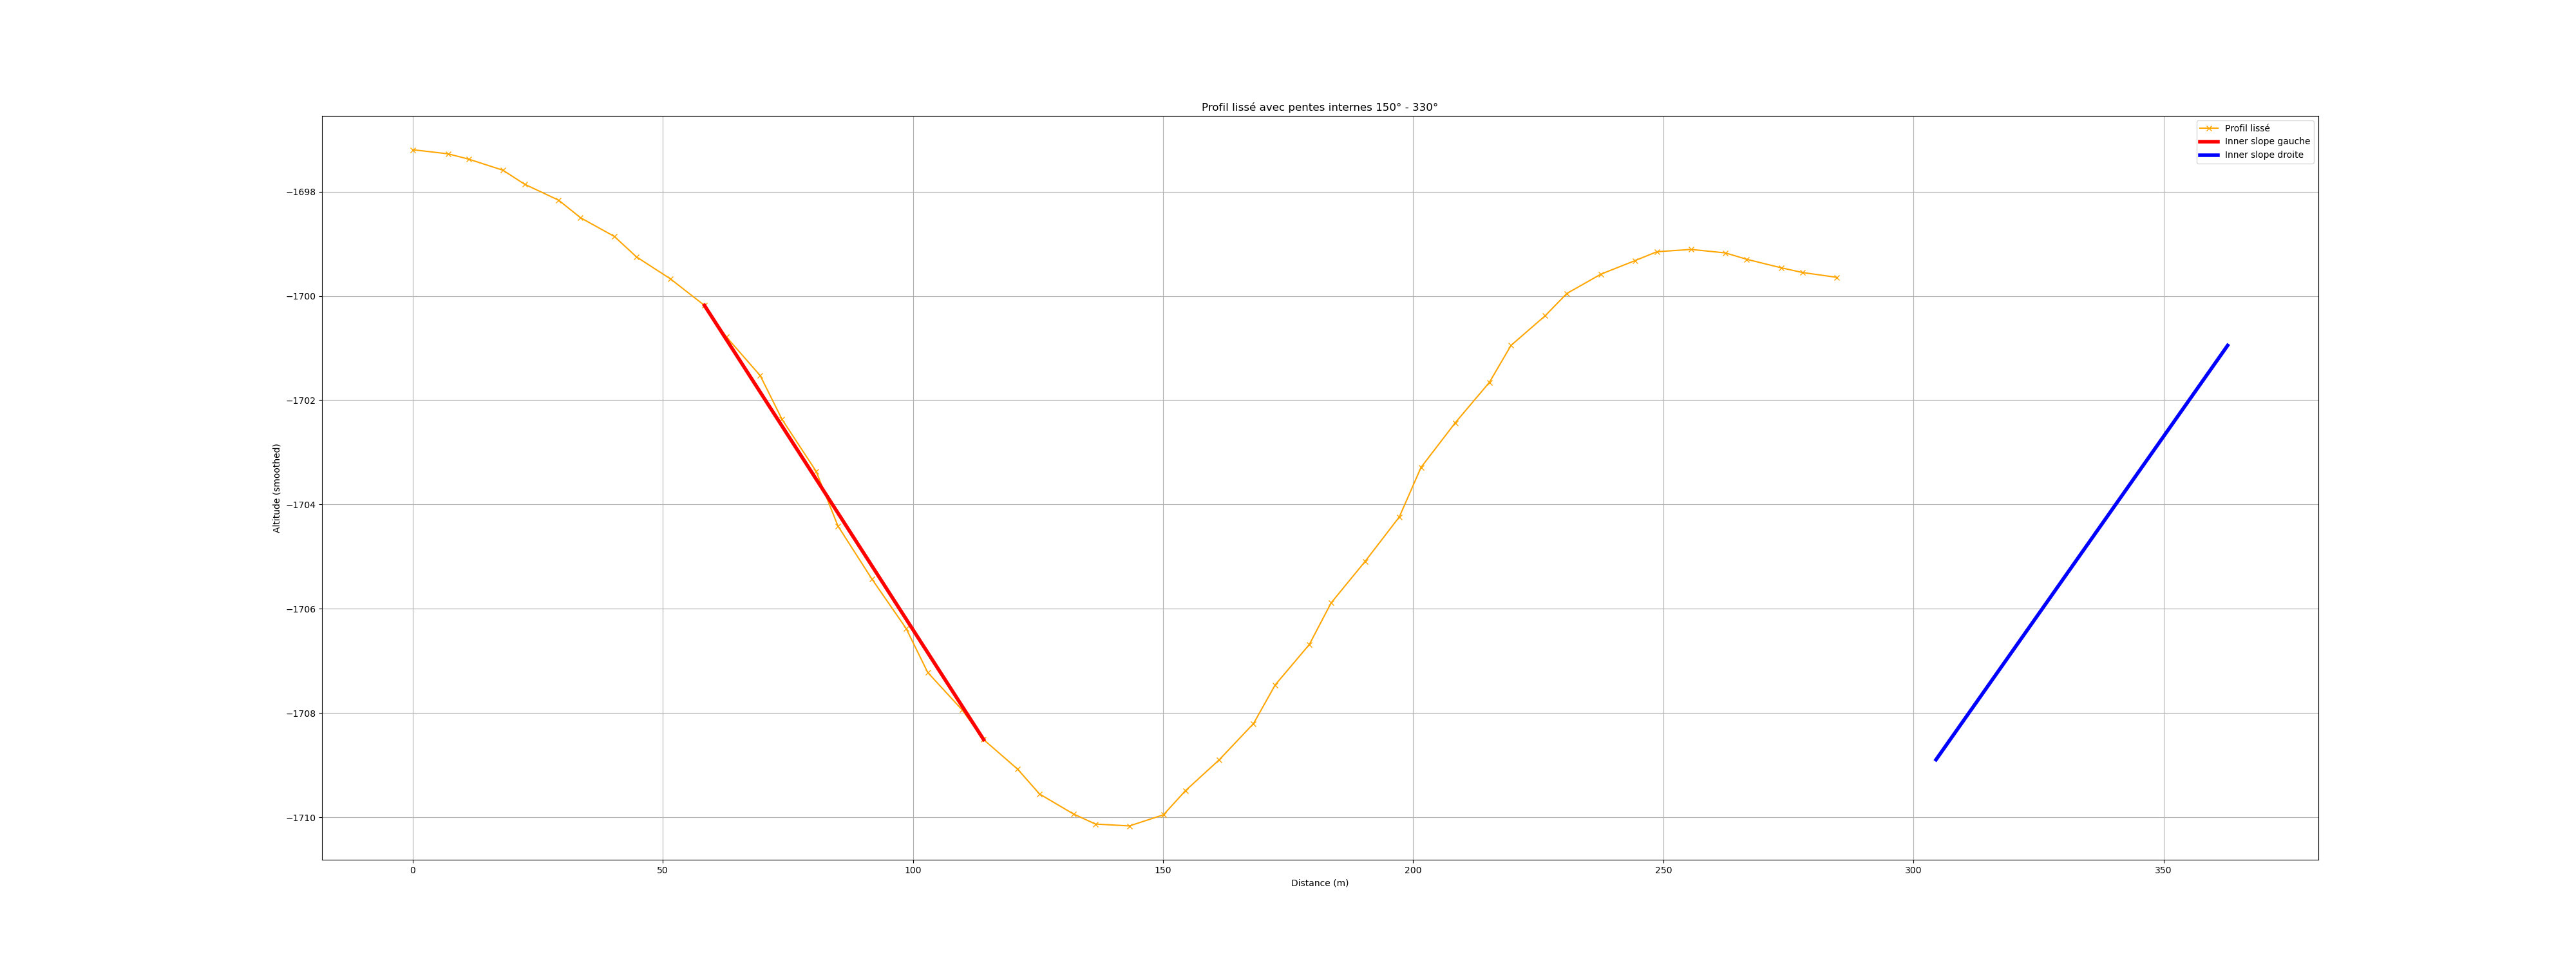 Profil lissé avec pentes internes 150° - 330°
Profil lissé
Inner slope gauche
Inner slope droite
Altitude (smoothed)
−1698
−1700
−1702
−1704
−1706
−1708
−1710
0 50 100 150 200 250 300 350
Distance (m)